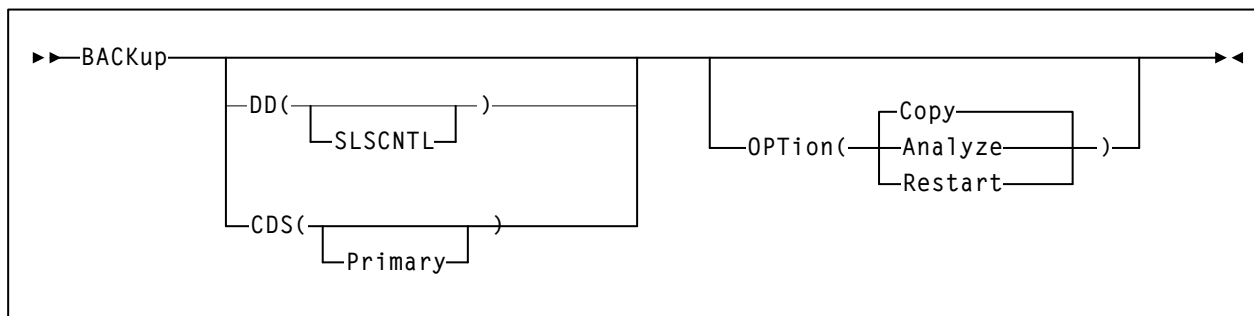 BACKup
DD( )
SLSCNTL
CDS( )
Primary
OPTion( )
Copy
Analyze
Restart